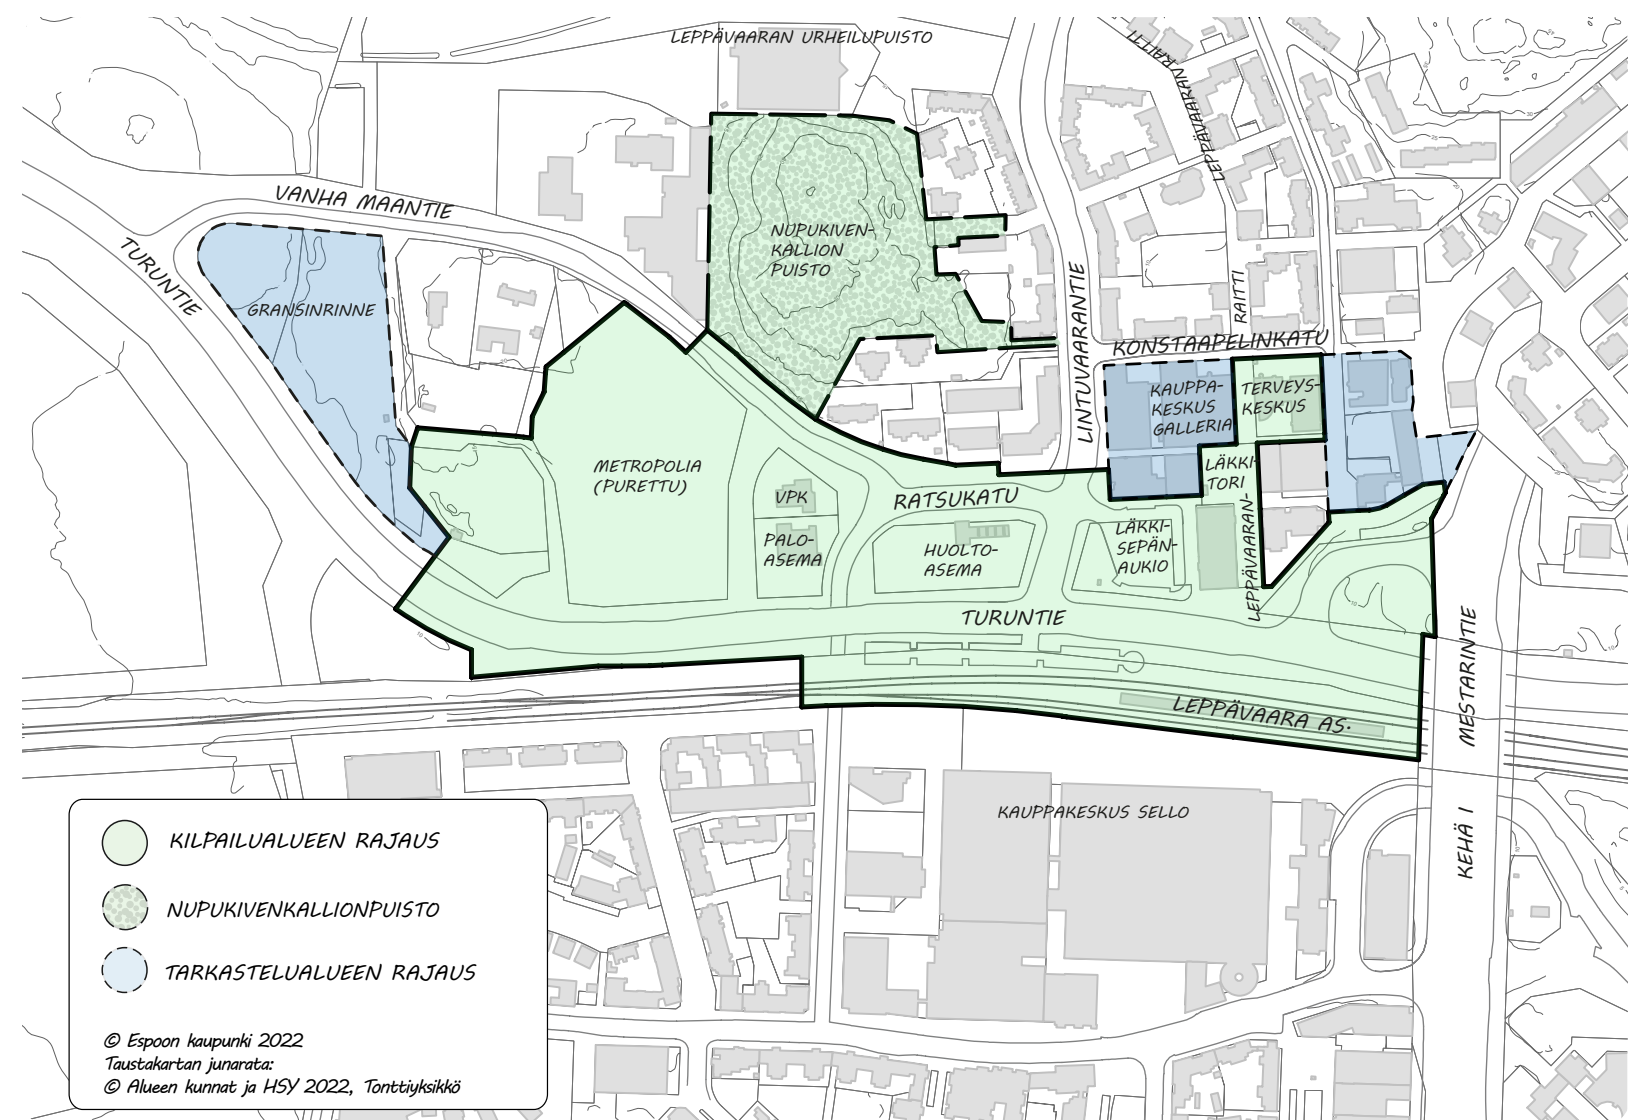 LEPPÄVAARAN URHEILUPUISTO
LEPPÄVAARAN RAITTI
LEPPÄVAARAN
VANHA MAANTIE
TURUNTIE
GRANSINRINNE
NUPUKIVEN-
KALLION
PUISTO
LINTUVAARANTIE
RAITTI
KONSTAAPELINKATU
KAUPPA-
KESKUS
GALLERIA
TERVEYS-
KESKUS
METROPOLIA
(PURETTU)
VPK
PALO-
ASEMA
RATSUKATU
HUOLTO-
ASEMA
LÄKKI-
SEPÄN-
AUKIO
LÄKKI-
TORI
LEPPÄVAARAN-
TURUNTIE
LEPPÄVAARA AS.
MESTARINTIE
KEHÄ I
KAUPPAKESKUS SELLO
KILPAILUALUEEN RAJAUS
NUPUKIVENKALLIONPUISTO
TARKASTELUALUEEN RAJAUS
© Espoon kaupunki 2022
Taustakartan junarata:
© Alueen kunnat ja HSY 2022, Tonttiyksikkö